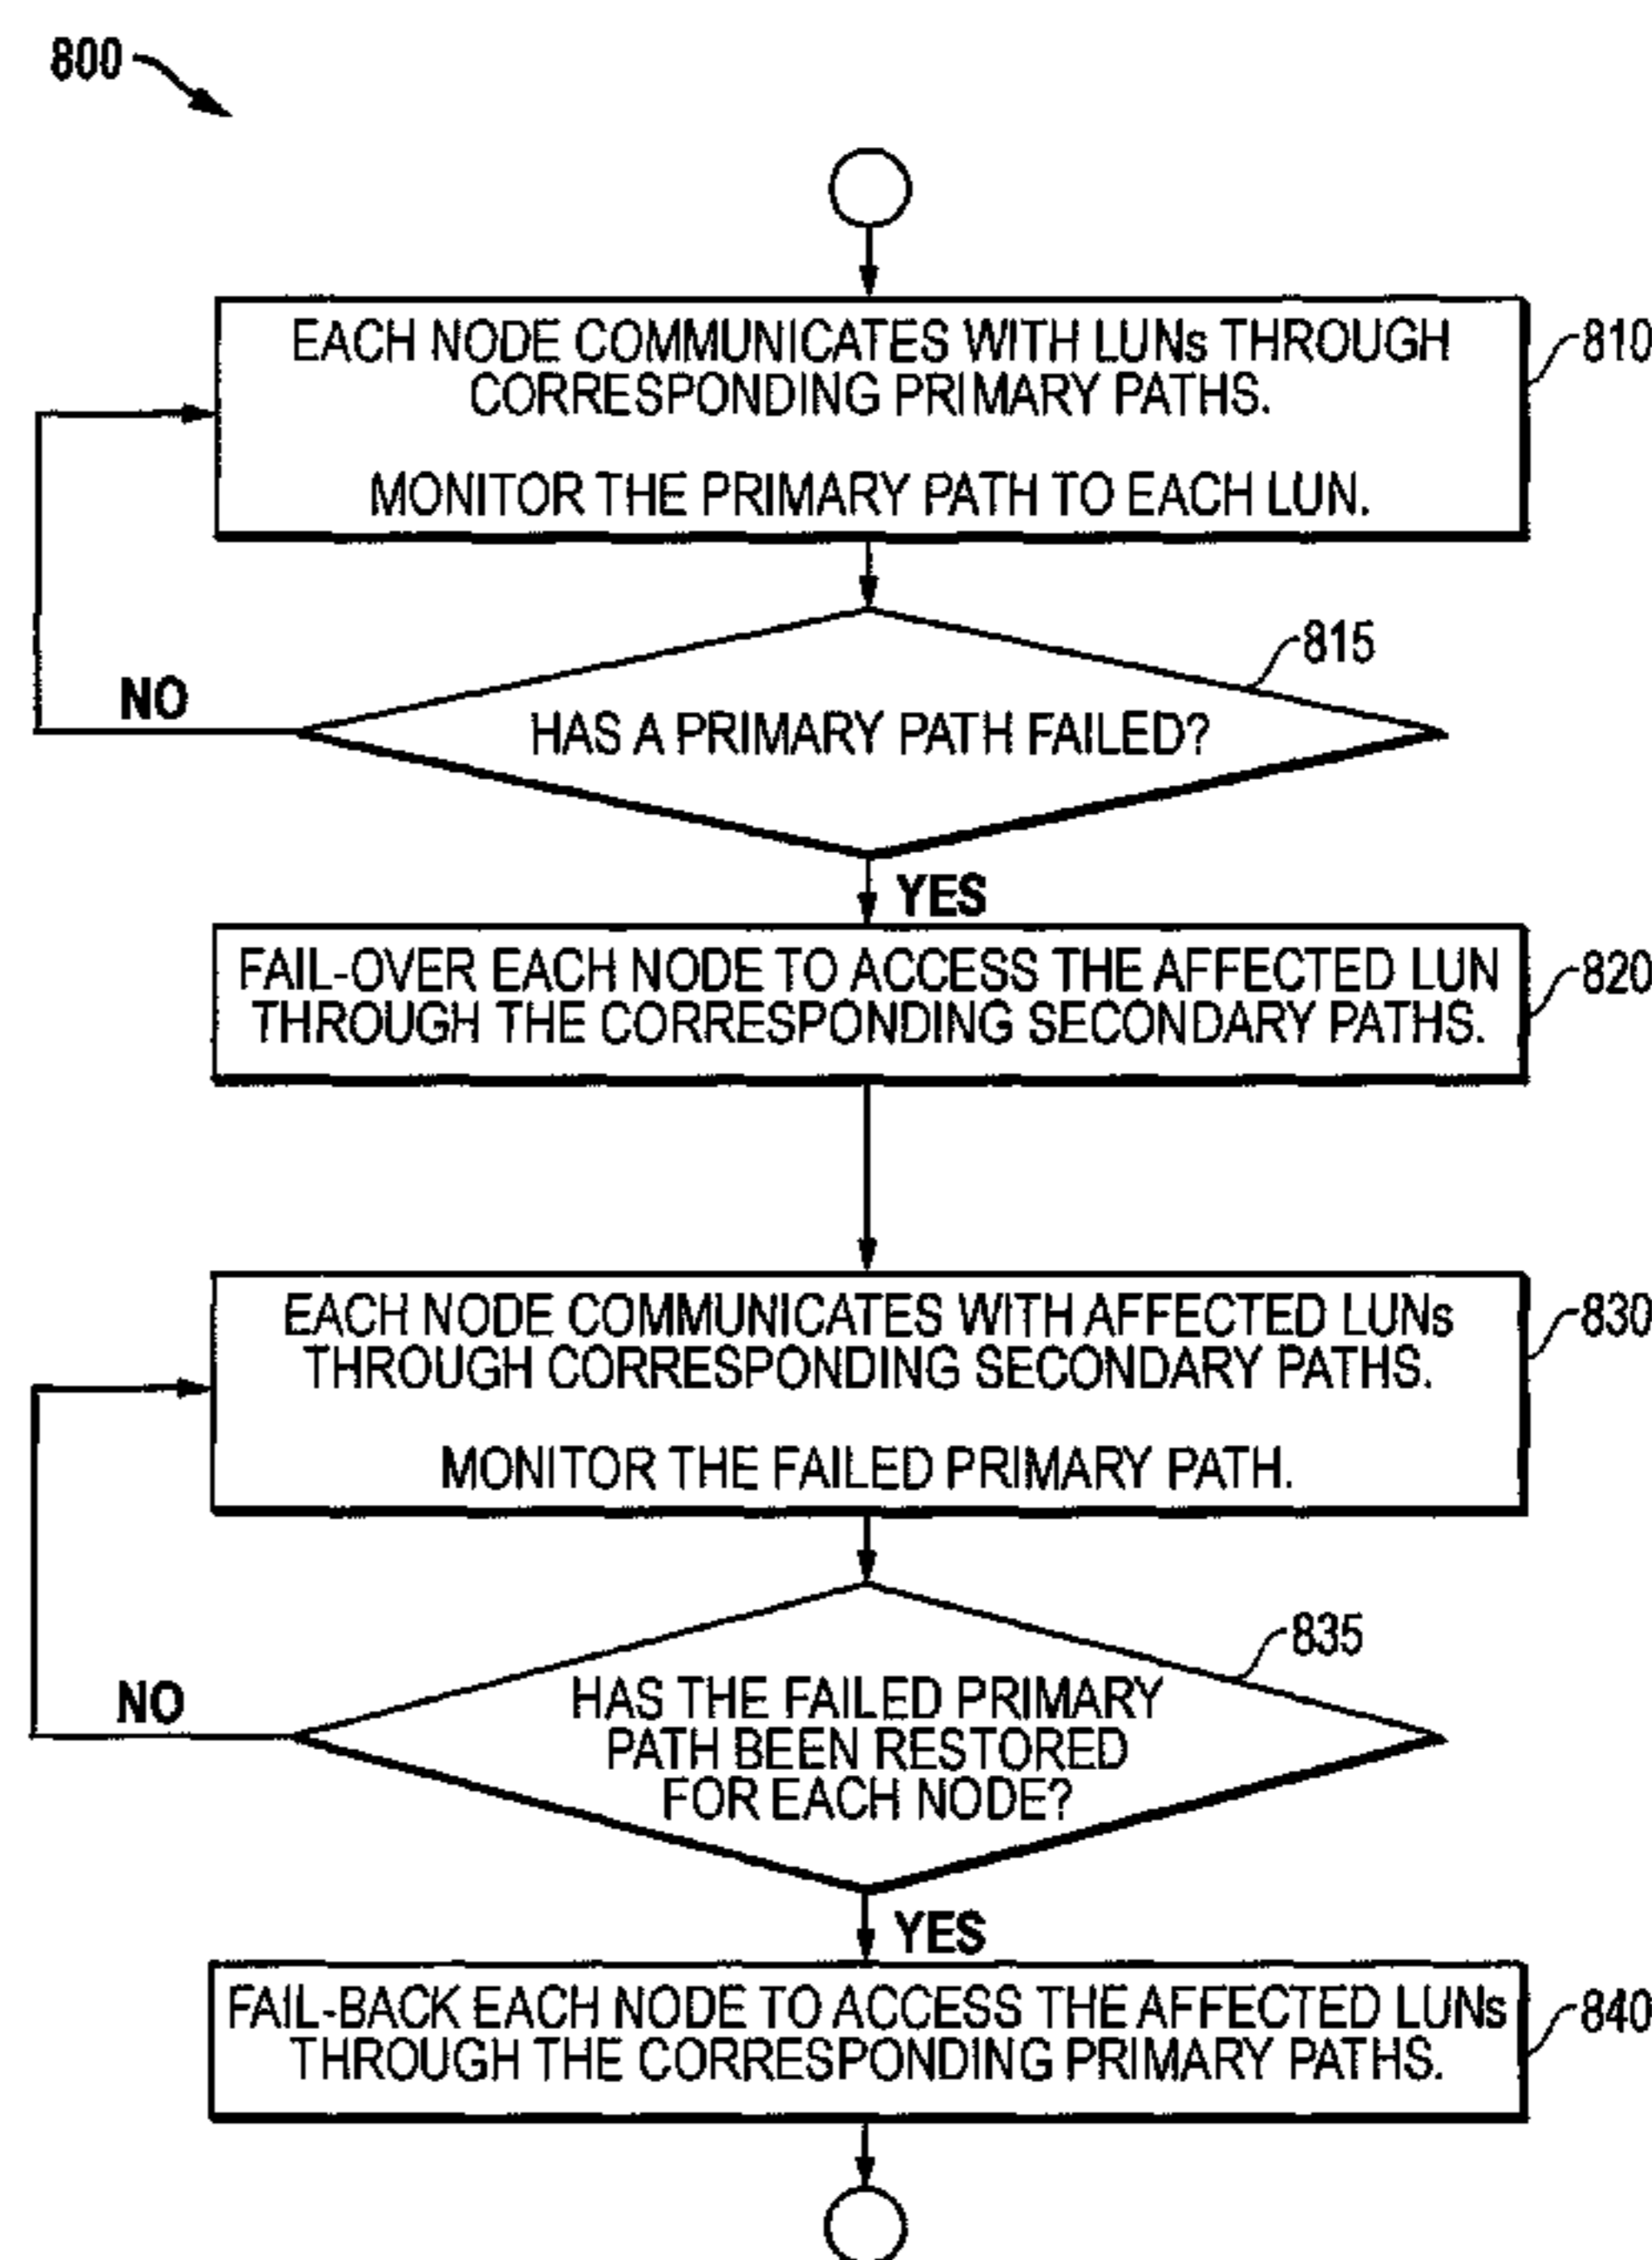 800
EACH NODE COMMUNICATES WITH LUNs THROUGH
CORRESPONDING PRIMARY PATHS.
MONITOR THE PRIMARY PATH TO EACH LUN.
810
815
HAS A PRIMARY PATH FAILED?
NO
YES
FAIL-OVER EACH NODE TO ACCESS THE AFFECTED LUN
THROUGH THE CORRESPONDING SECONDARY PATHS.
820
EACH NODE COMMUNICATES WITH AFFECTED LUNs
THROUGH CORRESPONDING SECONDARY PATHS.
MONITOR THE FAILED PRIMARY PATH.
830
835
HAS THE FAILED PRIMARY
PATH BEEN RESTORED
FOR EACH NODE?
NO
YES
FAIL-BACK EACH NODE TO ACCESS THE AFFECTED LUNs
THROUGH THE CORRESPONDING PRIMARY PATHS.
840